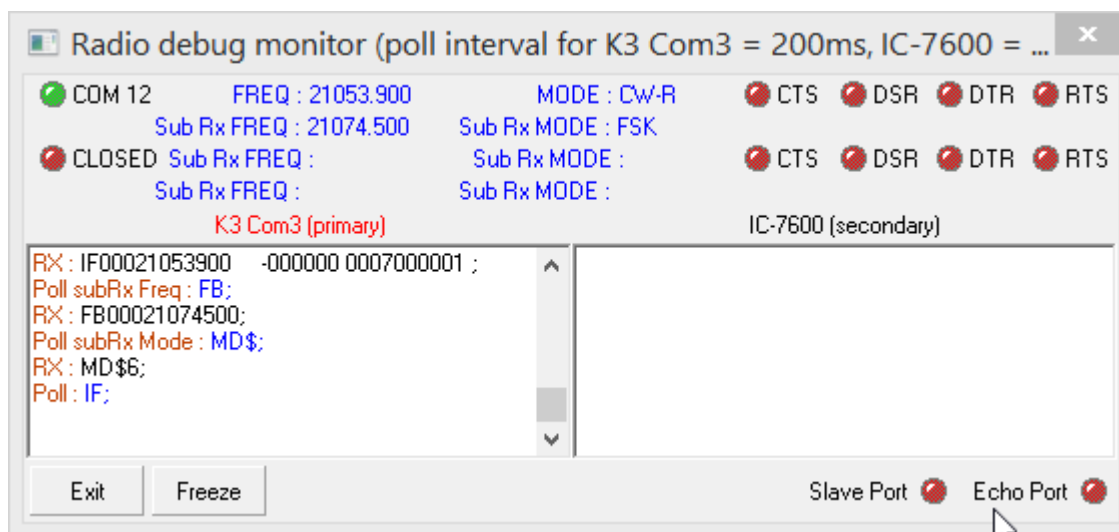 Radio debug monitor (poll interval for K3 Com3 = 200ms, IC-7600 = ...
COM 12 FREQ : 21053.900 MODE : CW-R CTS DSR DTR RTS
Sub Rx FREQ : 21074.500 Sub Rx MODE : FSK
CLOSED Sub Rx FREQ : Sub Rx MODE : CTS DSR DTR RTS
Sub Rx FREQ : Sub Rx MODE :
K3 Com3 (primary) IC-7600 (secondary)
RX : IF00021053900     -000000 0007000001 ;
Poll subRx Freq : FB;
RX : FB00021074500;
Poll subRx Mode : MD$;
RX : MD$6;
Poll : IF;
Exit Freeze Slave Port Echo Port